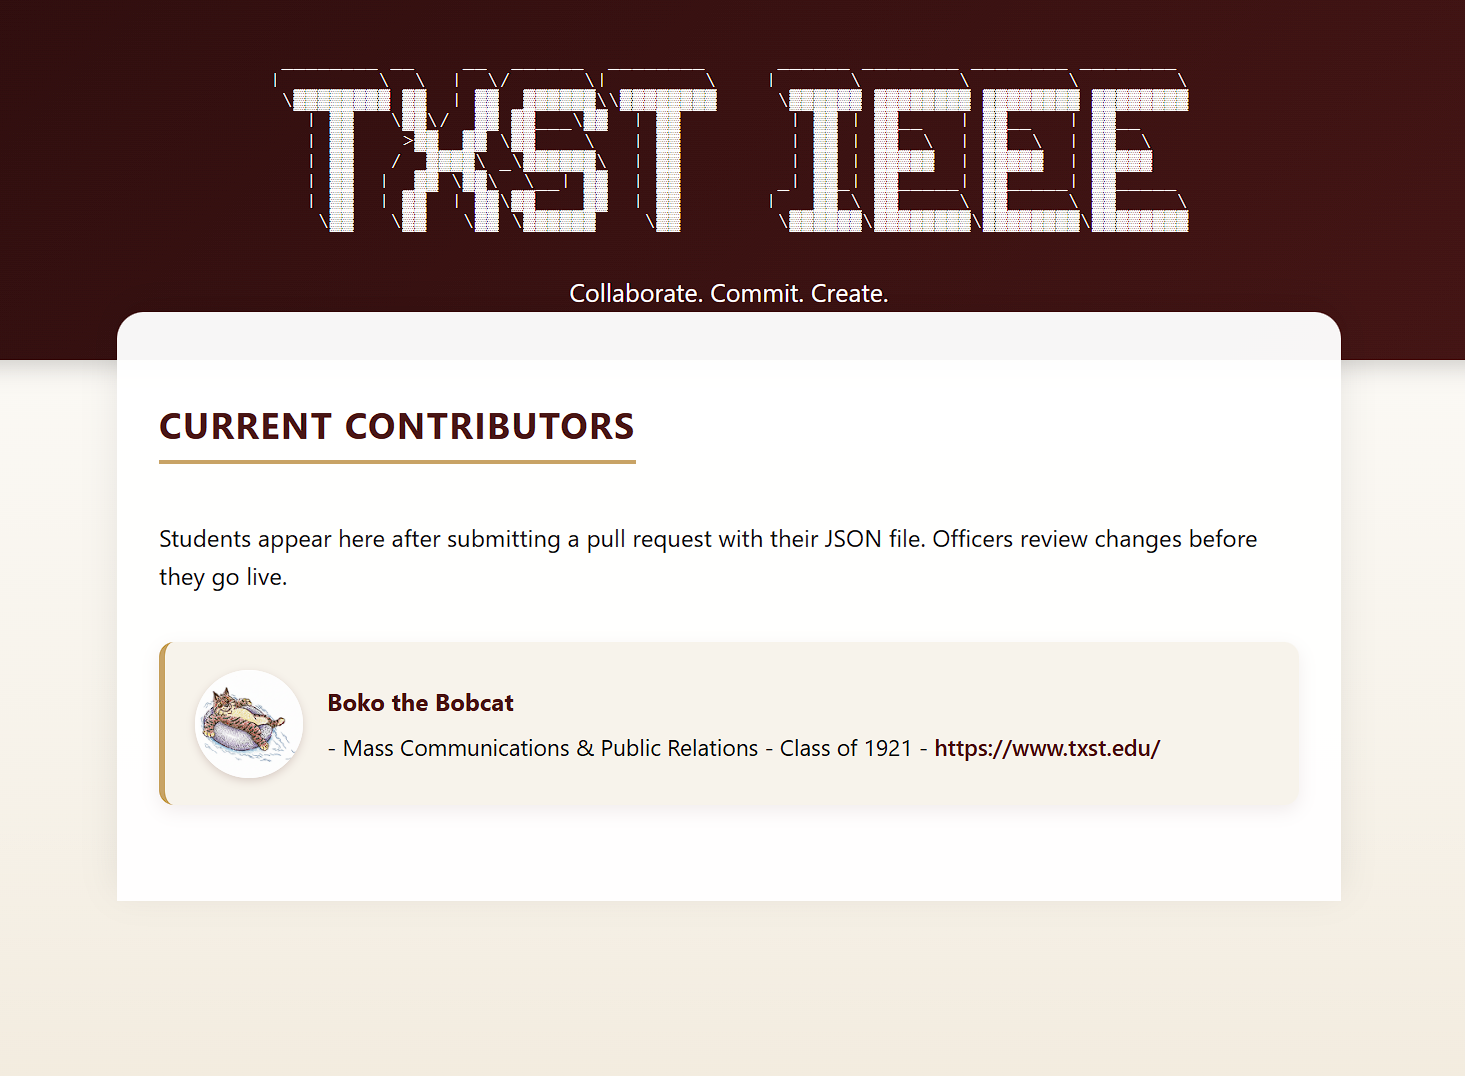 TXST IEEE
Collaborate. Commit. Create.
CURRENT CONTRIBUTORS
Students appear here after submitting a pull request with their JSON file. Officers review changes before
they go live.
Boko the Bobcat
- Mass Communications & Public Relations - Class of 1921 - https://www.txst.edu/